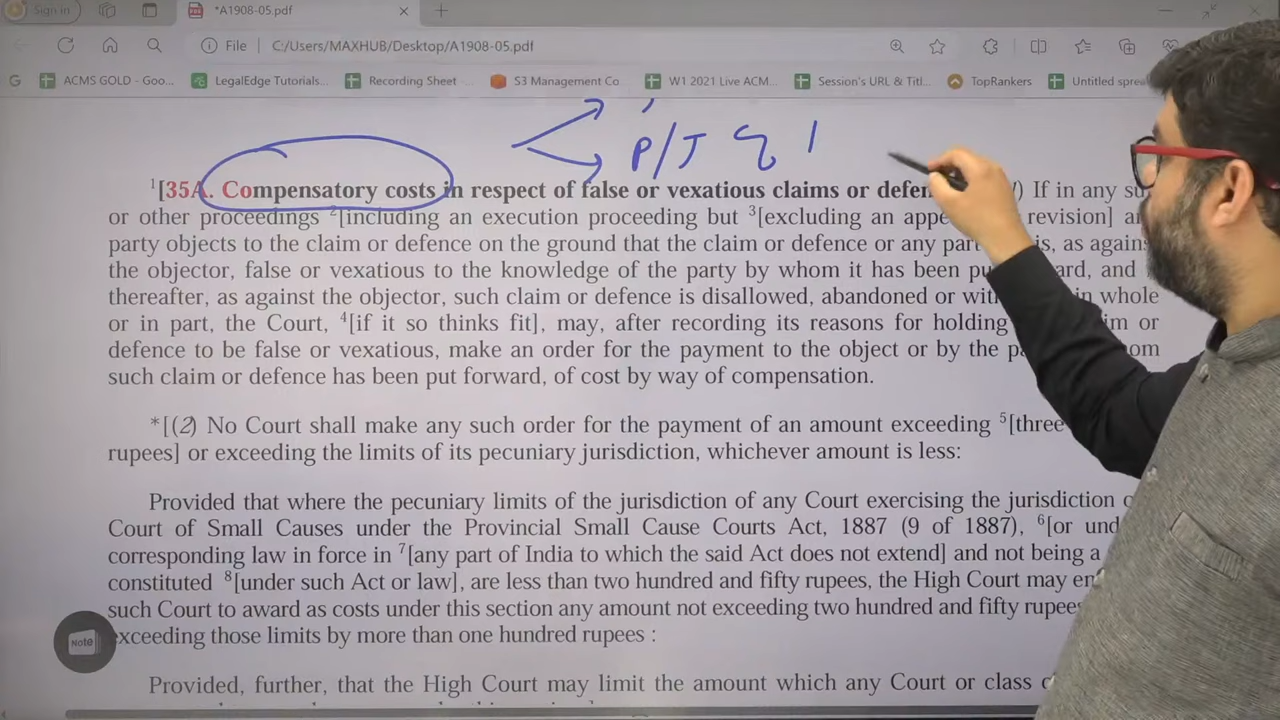 Sign in
*A1908-05.pdf
File C:/Users/MAXHUB/Desktop/A1908-05.pdf
ACMS GOLD - Goo...
LegalEdge Tutorials...
Recording Sheet
S3 Management Co
W1 2021 Live ACM...
Session's URL & Titl...
TopRankers
Untitled sprea
P/J
1[35A. Compensatory costs in respect of false or vexatious claims or defen ) If in any su
or other proceedings 2[including an execution proceeding but 3[excluding an appe revision] a
party objects to the claim or defence on the ground that the claim or defence or any part is, as agains
the objector, false or vexatious to the knowledge of the party by whom it has been pu ard, and
thereafter, as against the objector, such claim or defence is disallowed, abandoned or with in whole
or in part, the Court, 4[if it so thinks fit], may, after recording its reasons for holding im or
defence to be false or vexatious, make an order for the payment to the object or by the pa om
such claim or defence has been put forward, of cost by way of compensation.
*[(2) No Court shall make any such order for the payment of an amount exceeding 5[three
rupees] or exceeding the limits of its pecuniary jurisdiction, whichever amount is less:
Provided that where the pecuniary limits of the jurisdiction of any Court exercising the jurisdiction o
Court of Small Causes under the Provincial Small Cause Courts Act, 1887 (9 of 1887), 6[or und
corresponding law in force in 7[any part of India to which the said Act does not extend] and not being a
constituted 8[under such Act or law], are less than two hundred and fifty rupees, the High Court may em
such Court to award as costs under this section any amount not exceeding two hundred and fifty rupees
exceeding those limits by more than one hundred rupees :
Provided, further, that the High Court may limit the amount which any Court or class o
Note